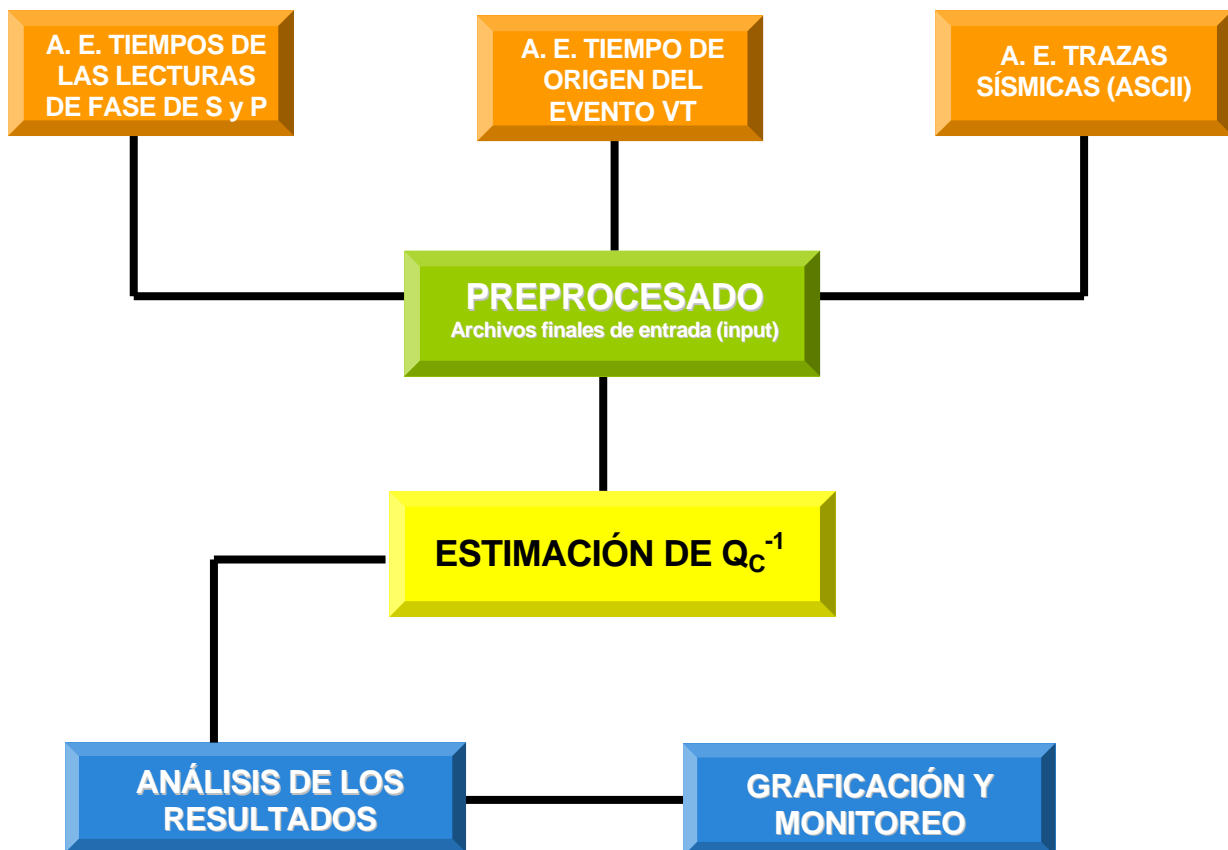 A. E. TIEMPOS DE
LAS LECTURAS
DE FASE DE S y P
A. E. TIEMPO DE
ORIGEN DEL
EVENTO VT
A. E. TRAZAS
SÍSMICAS (ASCII)
PREPROCESADO
Archivos finales de entrada (input)
ESTIMACIÓN DE Q_C^-1
ANÁLISIS DE LOS
RESULTADOS
GRAFICACIÓN Y
MONITOREO